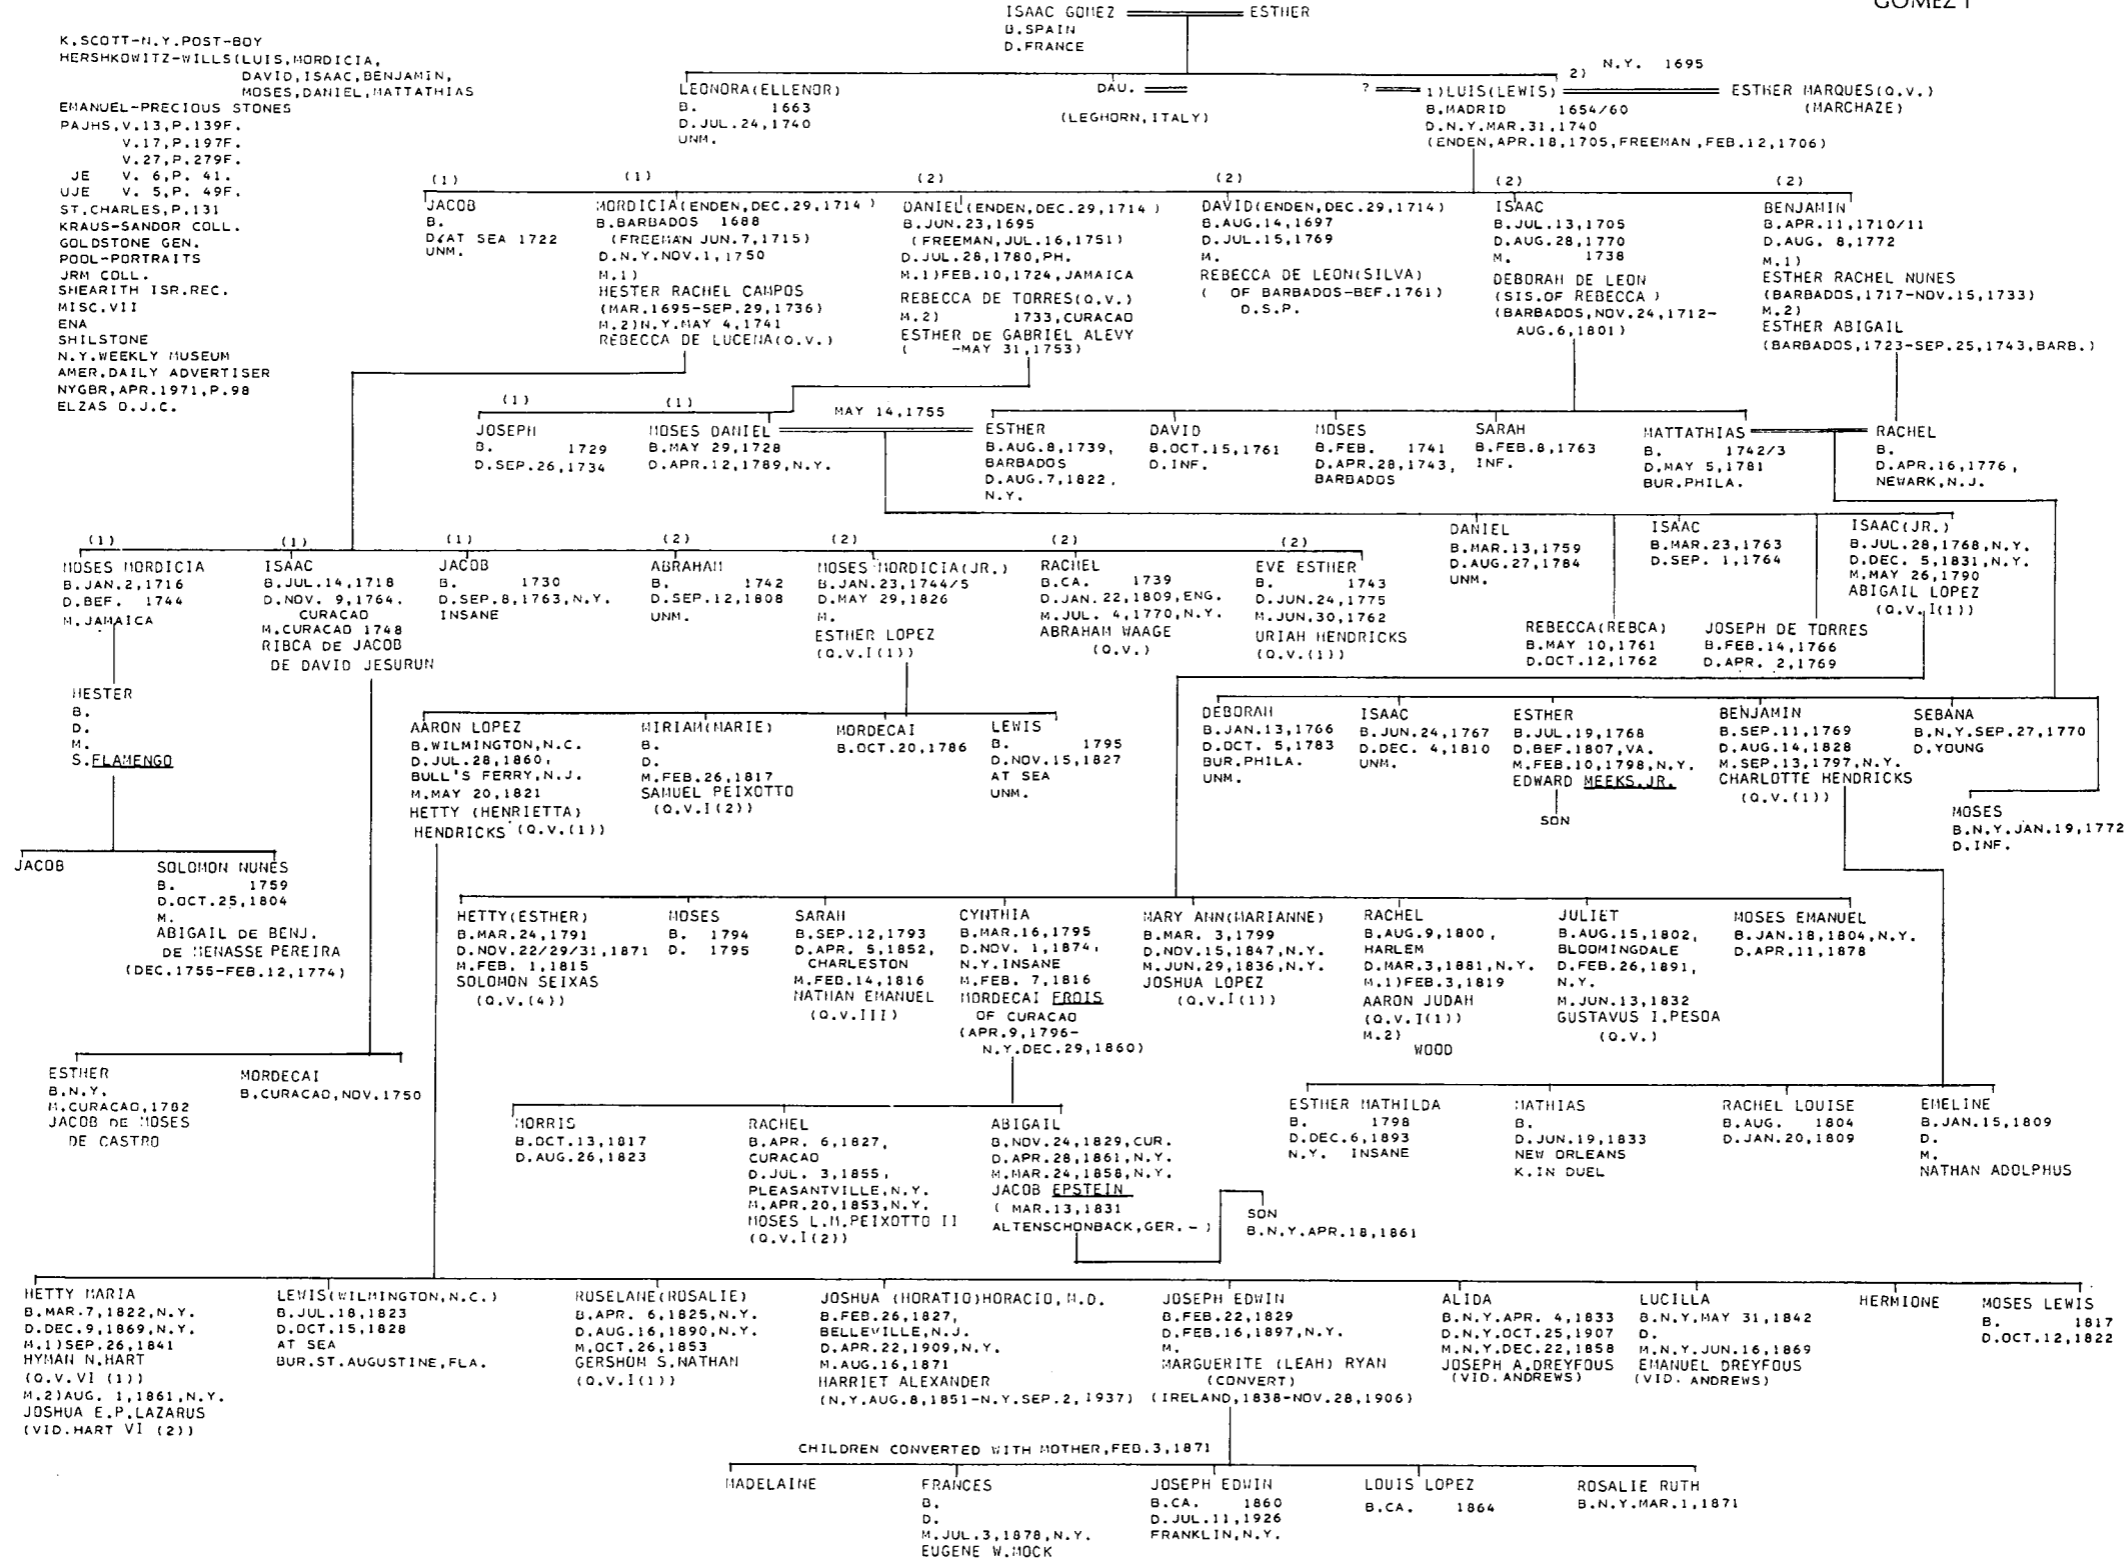 GOMEZ I
ISAAC GOMEZ
B.SPAIN
D.FRANCE
ESTHER
K.SCOTT-N.Y.POST-BOY
HERSHKOWITZ-WILLS(LUIS,MORDICIA,
DAVID,ISAAC,BENJAMIN,
MOSES,DANIEL,MATTATHIAS
EMANUEL-PRECIOUS STONES
PAJHS,V.13,P.139F.
V.17,P.197F.
V.27,P.279F.
JE V. 6,P. 41.
UJE V. 5,P. 49F.
ST.CHARLES,P.131
KRAUS-SANDOR COLL.
GOLDSTONE GEN.
POOL-PORTRAITS
JRM COLL.
SHEARITH ISR.REC.
MISC.VII
ENA
SHILSTONE
N.Y.WEEKLY MUSEUM
AMER.DAILY ADVERTISER
NYGBR,APR.1971,P.98
ELZAS O.J.C.
LEONORA(ELLENOR)
B. 1663
D.JUL.24,1740
UNM.
DAU.
(LEGHORN,ITALY)
?
1)LUIS(LEWIS)
B.MADRID 1654/60
D.N.Y.MAR.31,1740
(ENDEN,APR.18,1705,FREEMAN,FEB.12,1706)
2) N.Y. 1695
ESTHER MARQUES(Q.V.)
(MARCHAZE)
(1)
JACOB
B.
D.AT SEA 1722
UNM.
(1)
MORDICIA(ENDEN,DEC.29,1714)
B.BARBADOS 1688
(FREEMAN JUN.7,1715)
D.N.Y.NOV.1,1750
M.1)
HESTER RACHEL CAMPOS
(MAR.1695-SEP.29,1736)
M.2)N.Y.MAY 4,1741
REBECCA DE LUCENA(Q.V.)
(2)
DANIEL(ENDEN,DEC.29,1714)
B.JUN.23,1695
(FREEMAN,JUL.16,1751)
D.JUL.28,1780,PH.
M.1)FEB.10,1724,JAMAICA
REBECCA DE TORRES(Q.V.)
M.2) 1733,CURACAO
ESTHER DE GABRIEL ALEVY
( -MAY 31,1753)
(2)
DAVID(ENDEN,DEC.29,1714)
B.AUG.14,1697
D.JUL.15,1769
M.
REBECCA DE LEON(SILVA)
( OF BARBADOS-BEF.1761)
D.S.P.
(2)
ISAAC
B.JUL.13,1705
D.AUG.28,1770
M. 1738
DEBORAH DE LEON
(SIS.OF REBECCA )
(BARBADOS,NOV.24,1712-
AUG.6,1801)
(2)
BENJAMIN
B.APR.11,1710/11
D.AUG. 8,1772
M.1)
ESTHER RACHEL NUNES
(BARBADOS,1717-NOV.15,1733)
M.2)
ESTHER ABIGAIL
(BARBADOS,1723-SEP.25,1743,BARB.)
(1)
JOSEPH
B. 1729
D.SEP.26,1734
(1)
MOSES DANIEL
B.MAY 29,1728
D.APR.12,1789,N.Y.
MAY 14,1755
ESTHER
B.AUG.8,1739,
BARBADOS
D.AUG.7,1822,
N.Y.
DAVID
B.OCT.15,1761
D.INF.
MOSES
B.FEB. 1741
D.APR.28,1743,
BARBADOS
SARAH
B.FEB.8,1763
INF.
MATTATHIAS
B. 1742/3
D.MAY 5,1781
BUR.PHILA.
RACHEL
B.
D.APR.16,1776,
NEWARK,N.J.
(1)
MOSES MORDICIA
B.JAN.2,1716
D.BEF. 1744
M.JAMAICA
(1)
ISAAC
B.JUL.14,1718
D.NOV. 9,1764.
CURACAO
M.CURACAO 1748
RIBCA DE JACOB
DE DAVID JESURUN
(1)
JACOB
B. 1730
D.SEP.8,1763,N.Y.
INSANE
(2)
ABRAHAM
B. 1742
D.SEP.12,1808
UNM.
(2)
MOSES MORDICIA(JR.)
B.JAN.23,1744/5
D.MAY 29,1826
M.
ESTHER LOPEZ
(Q.V.I(1))
(2)
RACHEL
B.CA. 1739
D.JAN.22,1809,ENG.
M.JUL. 4,1770,N.Y.
ABRAHAM WAAGE
(Q.V.)
(2)
EVE ESTHER
B. 1743
D.JUN.24,1775
M.JUN.30,1762
URIAH HENDRICKS
(Q.V.(1))
DANIEL
B.MAR.13,1759
D.AUG.27,1784
UNM.
REBECCA(REBCA)
B.MAY 10,1761
D.OCT.12,1762
ISAAC
B.MAR.23,1763
D.SEP. 1,1764
JOSEPH DE TORRES
B.FEB.14,1766
D.APR. 2,1769
ISAAC(JR.)
B.JUL.28,1768,N.Y.
D.DEC. 5,1831,N.Y.
M.MAY 26,1790
ABIGAIL LOPEZ
(Q.V.I(1))
HESTER
B.
D.
M.
S.FLAMENGO
AARON LOPEZ
B.WILMINGTON,N.C.
D.JUL.28,1860,
BULL'S FERRY,N.J.
M.MAY 20,1821
HETTY (HENRIETTA)
HENDRICKS (Q.V.(1))
MIRIAM(MARIE)
B.
D.
M.FEB.26,1817
SAMUEL PEIXOTTO
(Q.V.I(2))
MORDECAI
B.OCT.20,1786
LEWIS
B. 1795
D.NOV.15,1827
AT SEA
UNM.
DEBORAH
B.JAN.13,1766
D.OCT. 5,1783
BUR.PHILA.
UNM.
ISAAC
B.JUN.24,1767
D.DEC. 4,1810
UNM.
ESTHER
B.JUL.19,1768
D.BEF.1807,VA.
M.FEB.10,1798,N.Y.
EDWARD MEEKS,JR.
SON
BENJAMIN
B.SEP.11,1769
D.AUG.14,1828
M.SEP.13,1797,N.Y.
CHARLOTTE HENDRICKS
(Q.V.(1))
SEBANA
B.N.Y.SEP.27,1770
D.YOUNG
MOSES
B.N.Y.JAN.19,1772
D.INF.
JACOB
SOLOMON NUNES
B. 1759
D.OCT.25,1804
M.
ABIGAIL DE BENJ.
DE MENASSE PEREIRA
(DEC.1755-FEB.12,1774)
HETTY(ESTHER)
B.MAR.24,1791
D.NOV.22/29/31,1871
M.FEB. 1,1815
SOLOMON SEIXAS
(Q.V.(4))
MOSES
B. 1794
D. 1795
SARAH
B.SEP.12,1793
D.APR. 5,1852,
CHARLESTON
M.FEB.14,1816
NATHAN EMANUEL
(Q.V.III)
CYNTHIA
B.MAR.16,1795
D.NOV. 1,1874,
N.Y.INSANE
M.FEB. 7,1816
MORDECAI FROIS
OF CURACAO
(APR.9,1796-
N.Y.DEC.29,1860)
MARY ANN(MARIANNE)
B.MAR. 3,1799
D.NOV.15,1847,N.Y.
M.JUN.29,1836,N.Y.
JOSHUA LOPEZ
(Q.V.I(1))
RACHEL
B.AUG.9,1800,
HARLEM
D.MAR.3,1881,N.Y.
M.1)FEB.3,1819
AARON JUDAH
(Q.V.I(1))
M.2)
WOOD
JULIET
B.AUG.15,1802,
BLOOMINGDALE
D.FEB.26,1891,
N.Y.
M.JUN.13,1832
GUSTAVUS I.PESOA
(Q.V.)
MOSES EMANUEL
B.JAN.18,1804,N.Y.
D.APR.11,1878
ESTHER
B.N.Y.
M.CURACAO,1782
JACOB DE MOSES
DE CASTRO
MORDECAI
B.CURACAO,NOV.1750
MORRIS
B.OCT.13,1817
D.AUG.26,1823
RACHEL
B.APR. 6,1827,
CURACAO
D.JUL. 3,1855,
PLEASANTVILLE,N.Y.
M.APR.20,1853,N.Y.
MOSES L.M.PEIXOTTO II
(Q.V.I(2))
ABIGAIL
B.NOV.24,1829,CUR.
D.APR.28,1861,N.Y.
M.MAR.24,1858,N.Y.
JACOB EPSTEIN
( MAR.13,1831
ALTENSCHONBACK,GER. - )
SON
B.N.Y.APR.18,1861
ESTHER MATHILDA
B. 1798
D.DEC.6,1893
N.Y. INSANE
MATHIAS
B.
D.JUN.19,1833
NEW ORLEANS
K.IN DUEL
RACHEL LOUISE
B.AUG. 1804
D.JAN.20,1809
EMELINE
B.JAN.15,1809
D.
M.
NATHAN ADOLPHUS
HETTY MARIA
B.MAR.7,1822,N.Y.
D.DEC.9,1869,N.Y.
M.1)SEP.26,1841
HYMAN N.HART
(Q.V.VI (1))
M.2)AUG. 1,1861,N.Y.
JOSHUA E.P.LAZARUS
(VID.HART VI (2))
LEWIS(WILMINGTON,N.C.)
B.JUL.18,1823
D.OCT.15,1828
AT SEA
BUR.ST.AUGUSTINE,FLA.
ROSELANE(ROSALIE)
B.APR. 6,1825,N.Y.
D.AUG.16,1890,N.Y.
M.OCT.26,1853
GERSHOM S.NATHAN
(Q.V.I(1))
JOSHUA (HORATIO)HORACIO, M.D.
B.FEB.26,1827,
BELLEVILLE,N.J.
D.APR.22,1909,N.Y.
M.AUG.16,1871
HARRIET ALEXANDER
(N.Y.AUG.8,1851-N.Y.SEP.2,1937)
JOSEPH EDWIN
B.FEB.22,1829
D.FEB.16,1897,N.Y.
M.
MARGUERITE (LEAH) RYAN
(CONVERT)
(IRELAND,1838-NOV.28,1906)
ALIDA
B.N.Y.APR. 4,1833
D.N.Y.OCT.25,1907
M.N.Y.DEC.22,1858
JOSEPH A.DREYFOUS
(VID. ANDREWS)
LUCILLA
B.N.Y.MAY 31,1842
D.
M.N.Y.JUN.16,1869
EMANUEL DREYFOUS
(VID. ANDREWS)
HERMIONE
MOSES LEWIS
B. 1817
D.OCT.12,1822
CHILDREN CONVERTED WITH MOTHER,FEB.3,1871
MADELAINE
FRANCES
B.
D.
M.JUL.3,1878,N.Y.
EUGENE W.MOCK
JOSEPH EDWIN
B.CA. 1860
D.JUL.11,1926
FRANKLIN,N.Y.
LOUIS LOPEZ
B.CA. 1864
ROSALIE RUTH
B.N.Y.MAR.1,1871